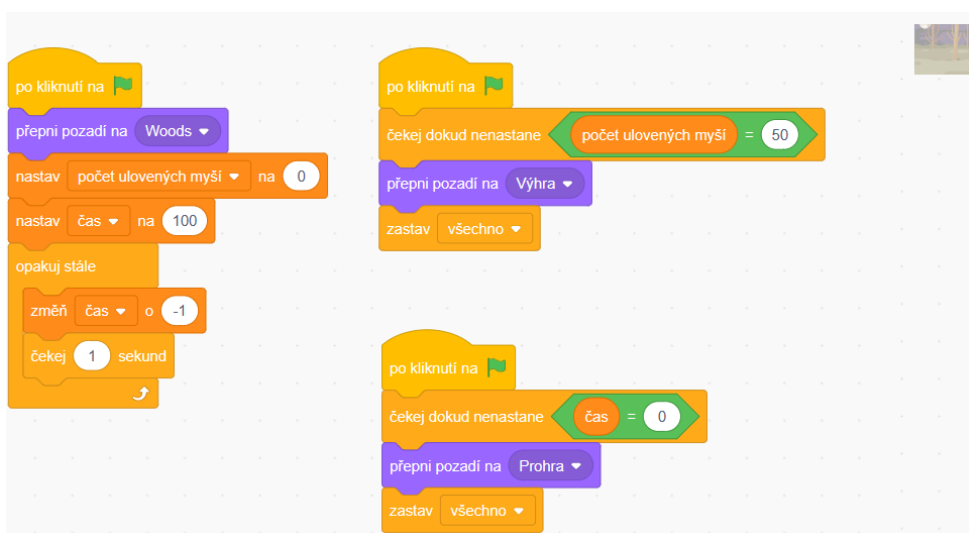 po kliknutí na
přepni pozadí na Woods
nastav počet ulovených myší na 0
nastav čas na 100
opakuj stále
změň čas o -1
čekej 1 sekund
po kliknutí na
čekej dokud nenastane počet ulovených myší = 50
přepni pozadí na Výhra
zastav všechno
po kliknutí na
čekej dokud nenastane čas = 0
přepni pozadí na Prohra
zastav všechno